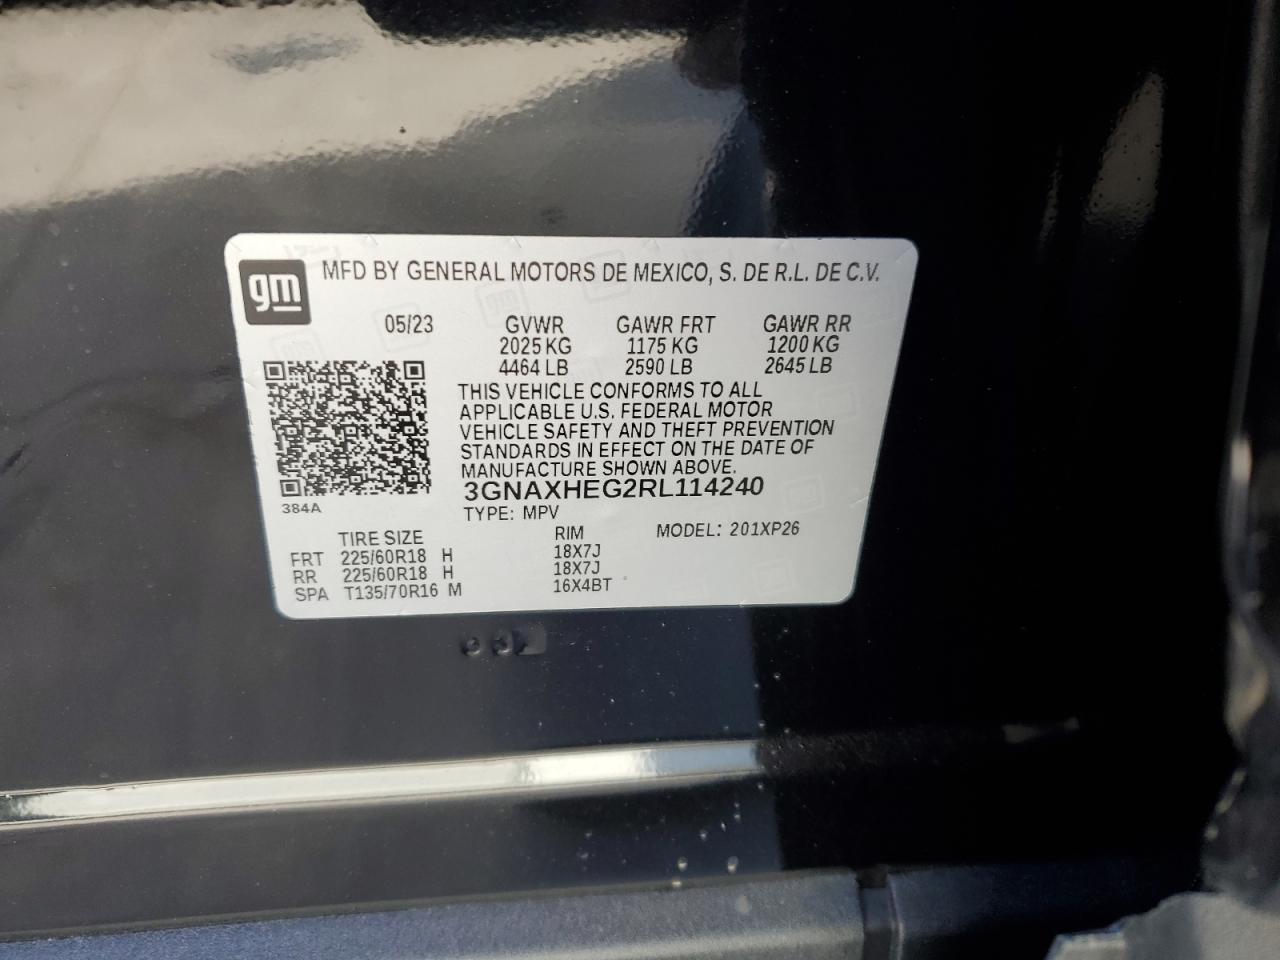 gm
MFD BY GENERAL MOTORS DE MEXICO, S. DE R.L. DE C.V.
05/23 GVWR GAWR FRT GAWR RR
2025 KG 1175 KG 1200 KG
4464 LB 2590 LB 2645 LB
THIS VEHICLE CONFORMS TO ALL
APPLICABLE U.S. FEDERAL MOTOR
VEHICLE SAFETY AND THEFT PREVENTION
STANDARDS IN EFFECT ON THE DATE OF
MANUFACTURE SHOWN ABOVE.
3GNAXHEG2RL114240
384A
TYPE: MPV
TIRE SIZE RIM MODEL: 201XP26
FRT 225/60R18 H 18X7J
RR 225/60R18 H 18X7J
SPA T135/70R16 M 16X4BT